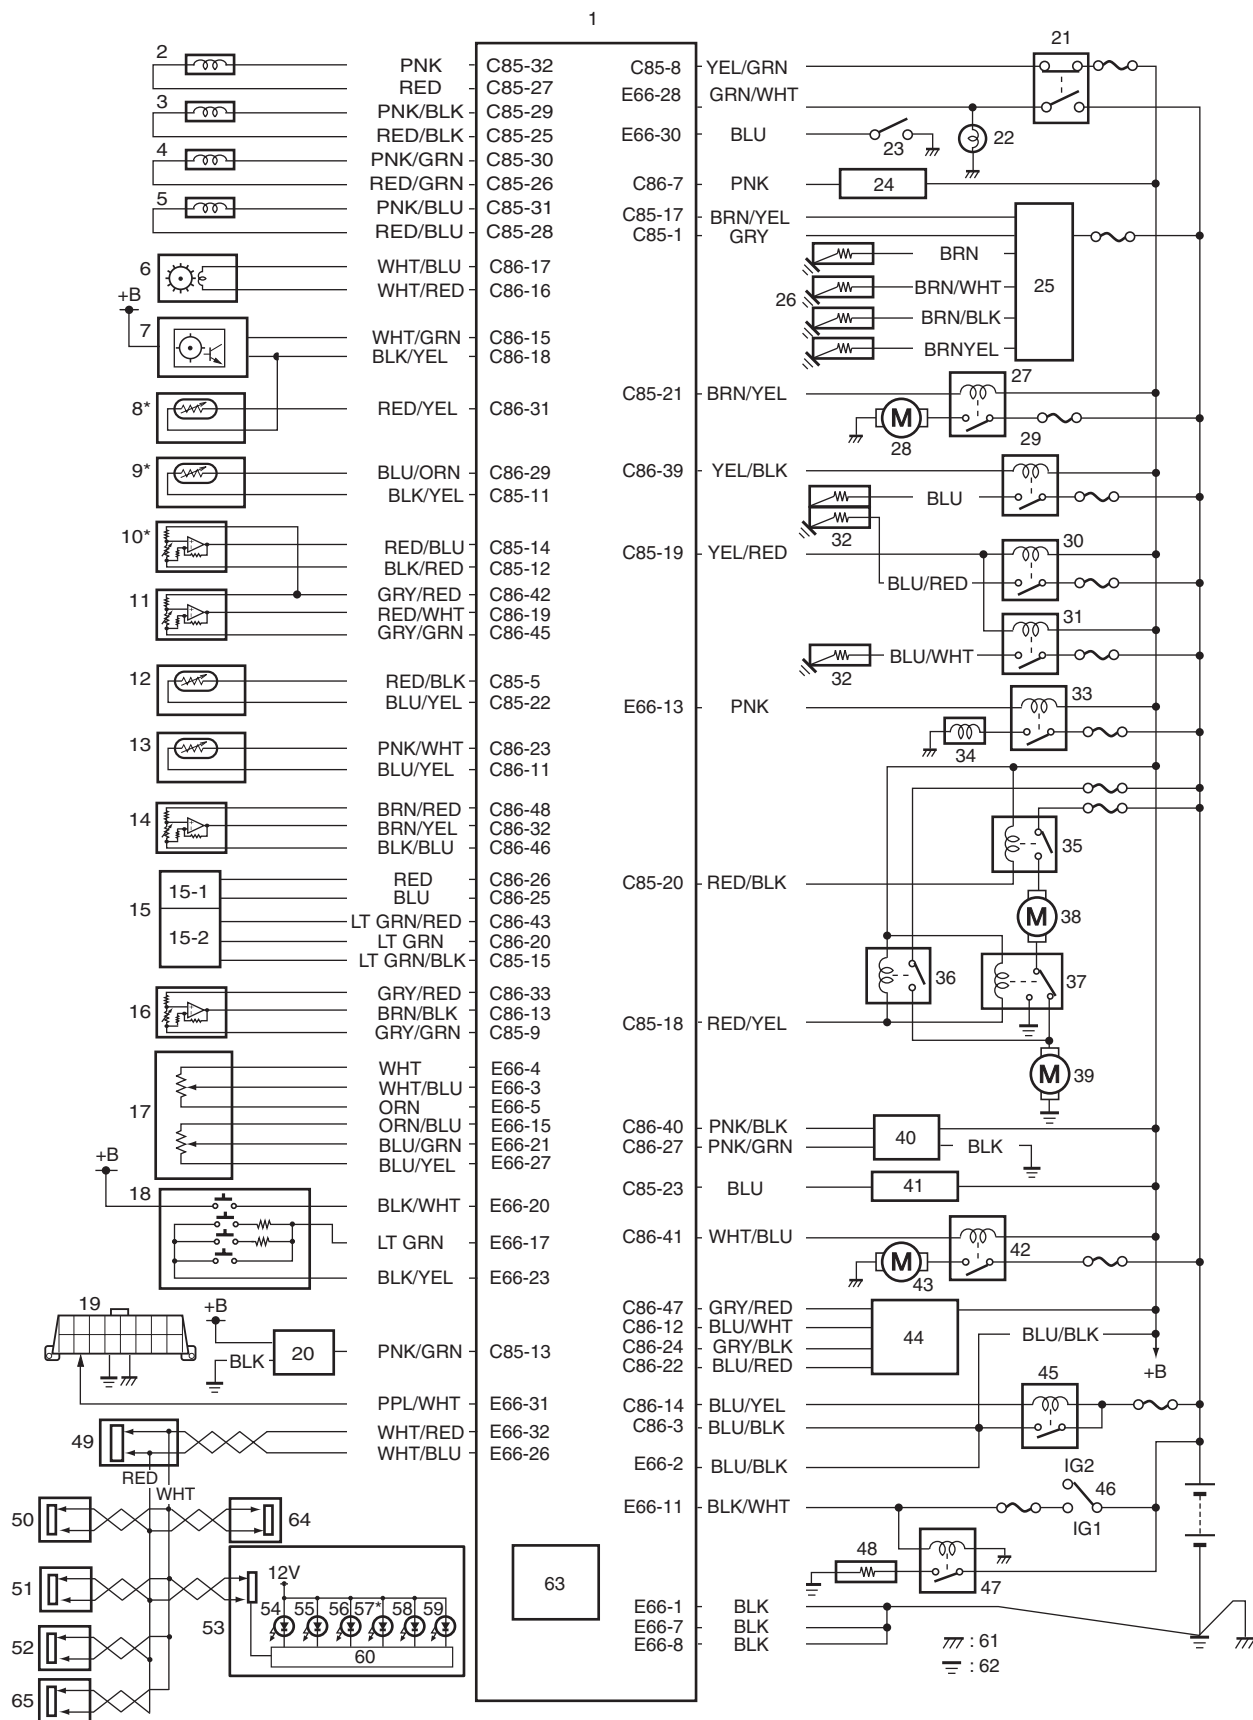 1
2 PNK C85-32
RED C85-27
3 PNK/BLK C85-29
RED/BLK C85-25
4 PNK/GRN C85-30
RED/GRN C85-26
5 PNK/BLU C85-31
RED/BLU C85-28
6 WHT/BLU C86-17
WHT/RED C86-16
+B
7 WHT/GRN C86-15
BLK/YEL C86-18
8* RED/YEL C86-31
9* BLU/ORN C86-29
BLK/YEL C85-11
10* RED/BLU C85-14
BLK/RED C85-12
11 GRY/RED C86-42
RED/WHT C86-19
GRY/GRN C86-45
12 RED/BLK C85-5
BLU/YEL C85-22
13 PNK/WHT C86-23
BLU/YEL C86-11
14 BRN/RED C86-48
BRN/YEL C86-32
BLK/BLU C86-46
15 15-1 RED C86-26
BLU C86-25
15-2 LT GRN/RED C86-43
LT GRN C86-20
LT GRN/BLK C85-15
16 GRY/RED C86-33
BRN/BLK C86-13
GRY/GRN C85-9
17 WHT E66-4
WHT/BLU E66-3
ORN E66-5
ORN/BLU E66-15
BLU/GRN E66-21
BLU/YEL E66-27
+B
18 BLK/WHT E66-20
LT GRN E66-17
BLK/YEL E66-23
19 +B
BLK 20 PNK/GRN C85-13
PPL/WHT E66-31
49 WHT/RED E66-32
WHT/BLU E66-26
RED
WHT
50 64
51
52
65
53 12V
54 55 56 57* 58 59
60
63
C85-8 YEL/GRN 21
E66-28 GRN/WHT 22
E66-30 BLU 23
C86-7 PNK 24
C85-17 BRN/YEL
C85-1 GRY 25
26 BRN
BRN/WHT
BRN/BLK
BRNYEL
C85-21 BRN/YEL 27
M 28
29
C86-39 YEL/BLK
BLU
32
C85-19 YEL/RED 30
BLU/RED
31
BLU/WHT
32
E66-13 PNK 33
34
35
C85-20 RED/BLK
M 38
36 37
C85-18 RED/YEL
M 39
C86-40 PNK/BLK 40
C86-27 PNK/GRN BLK
C85-23 BLU 41
C86-41 WHT/BLU 42
M 43
C86-47 GRY/RED
C86-12 BLU/WHT 44
C86-24 GRY/BLK
C86-22 BLU/RED
BLU/BLK
+B
45
C86-14 BLU/YEL
C86-3 BLU/BLK
E66-2 BLU/BLK
IG2 46
E66-11 BLK/WHT
IG1
48 47
E66-1 BLK
E66-7 BLK
E66-8 BLK
: 61
: 62